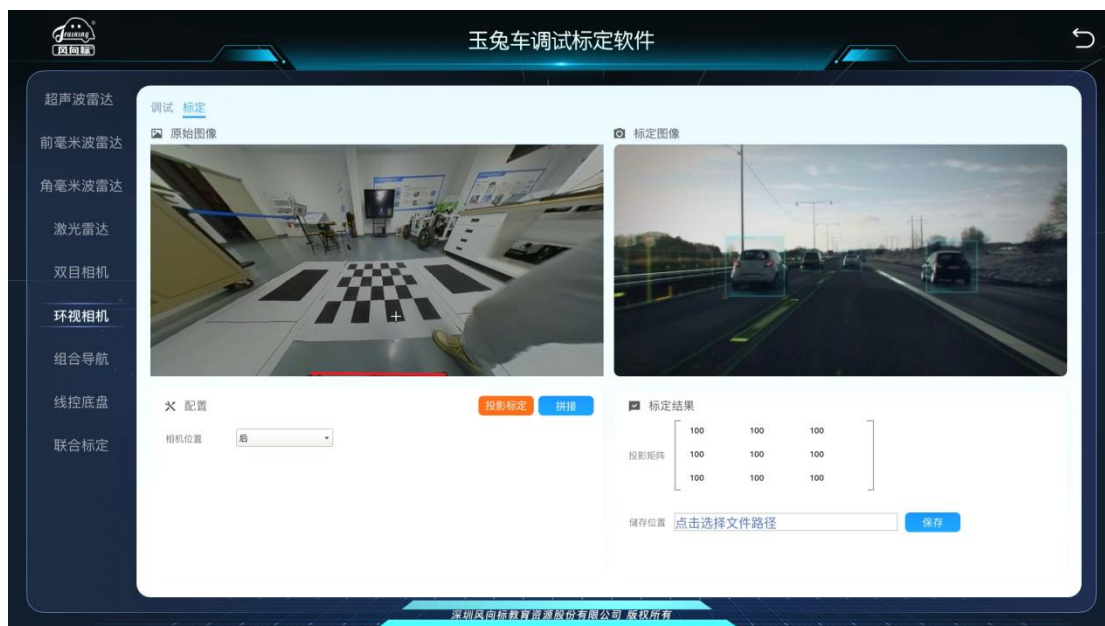 Training
风向标
玉兔车调试标定软件
超声波雷达
前毫米波雷达
角毫米波雷达
激光雷达
双目相机
环视相机
组合导航
线控底盘
联合标定
调试 标定
原始图像
标定图像
配置
投影标定 拼接
相机位置 后
标定结果
投影矩阵
100 100 100
100 100 100
100 100 100
储存位置 点击选择文件路径 保存
深圳风向标教育资源股份有限公司 版权所有